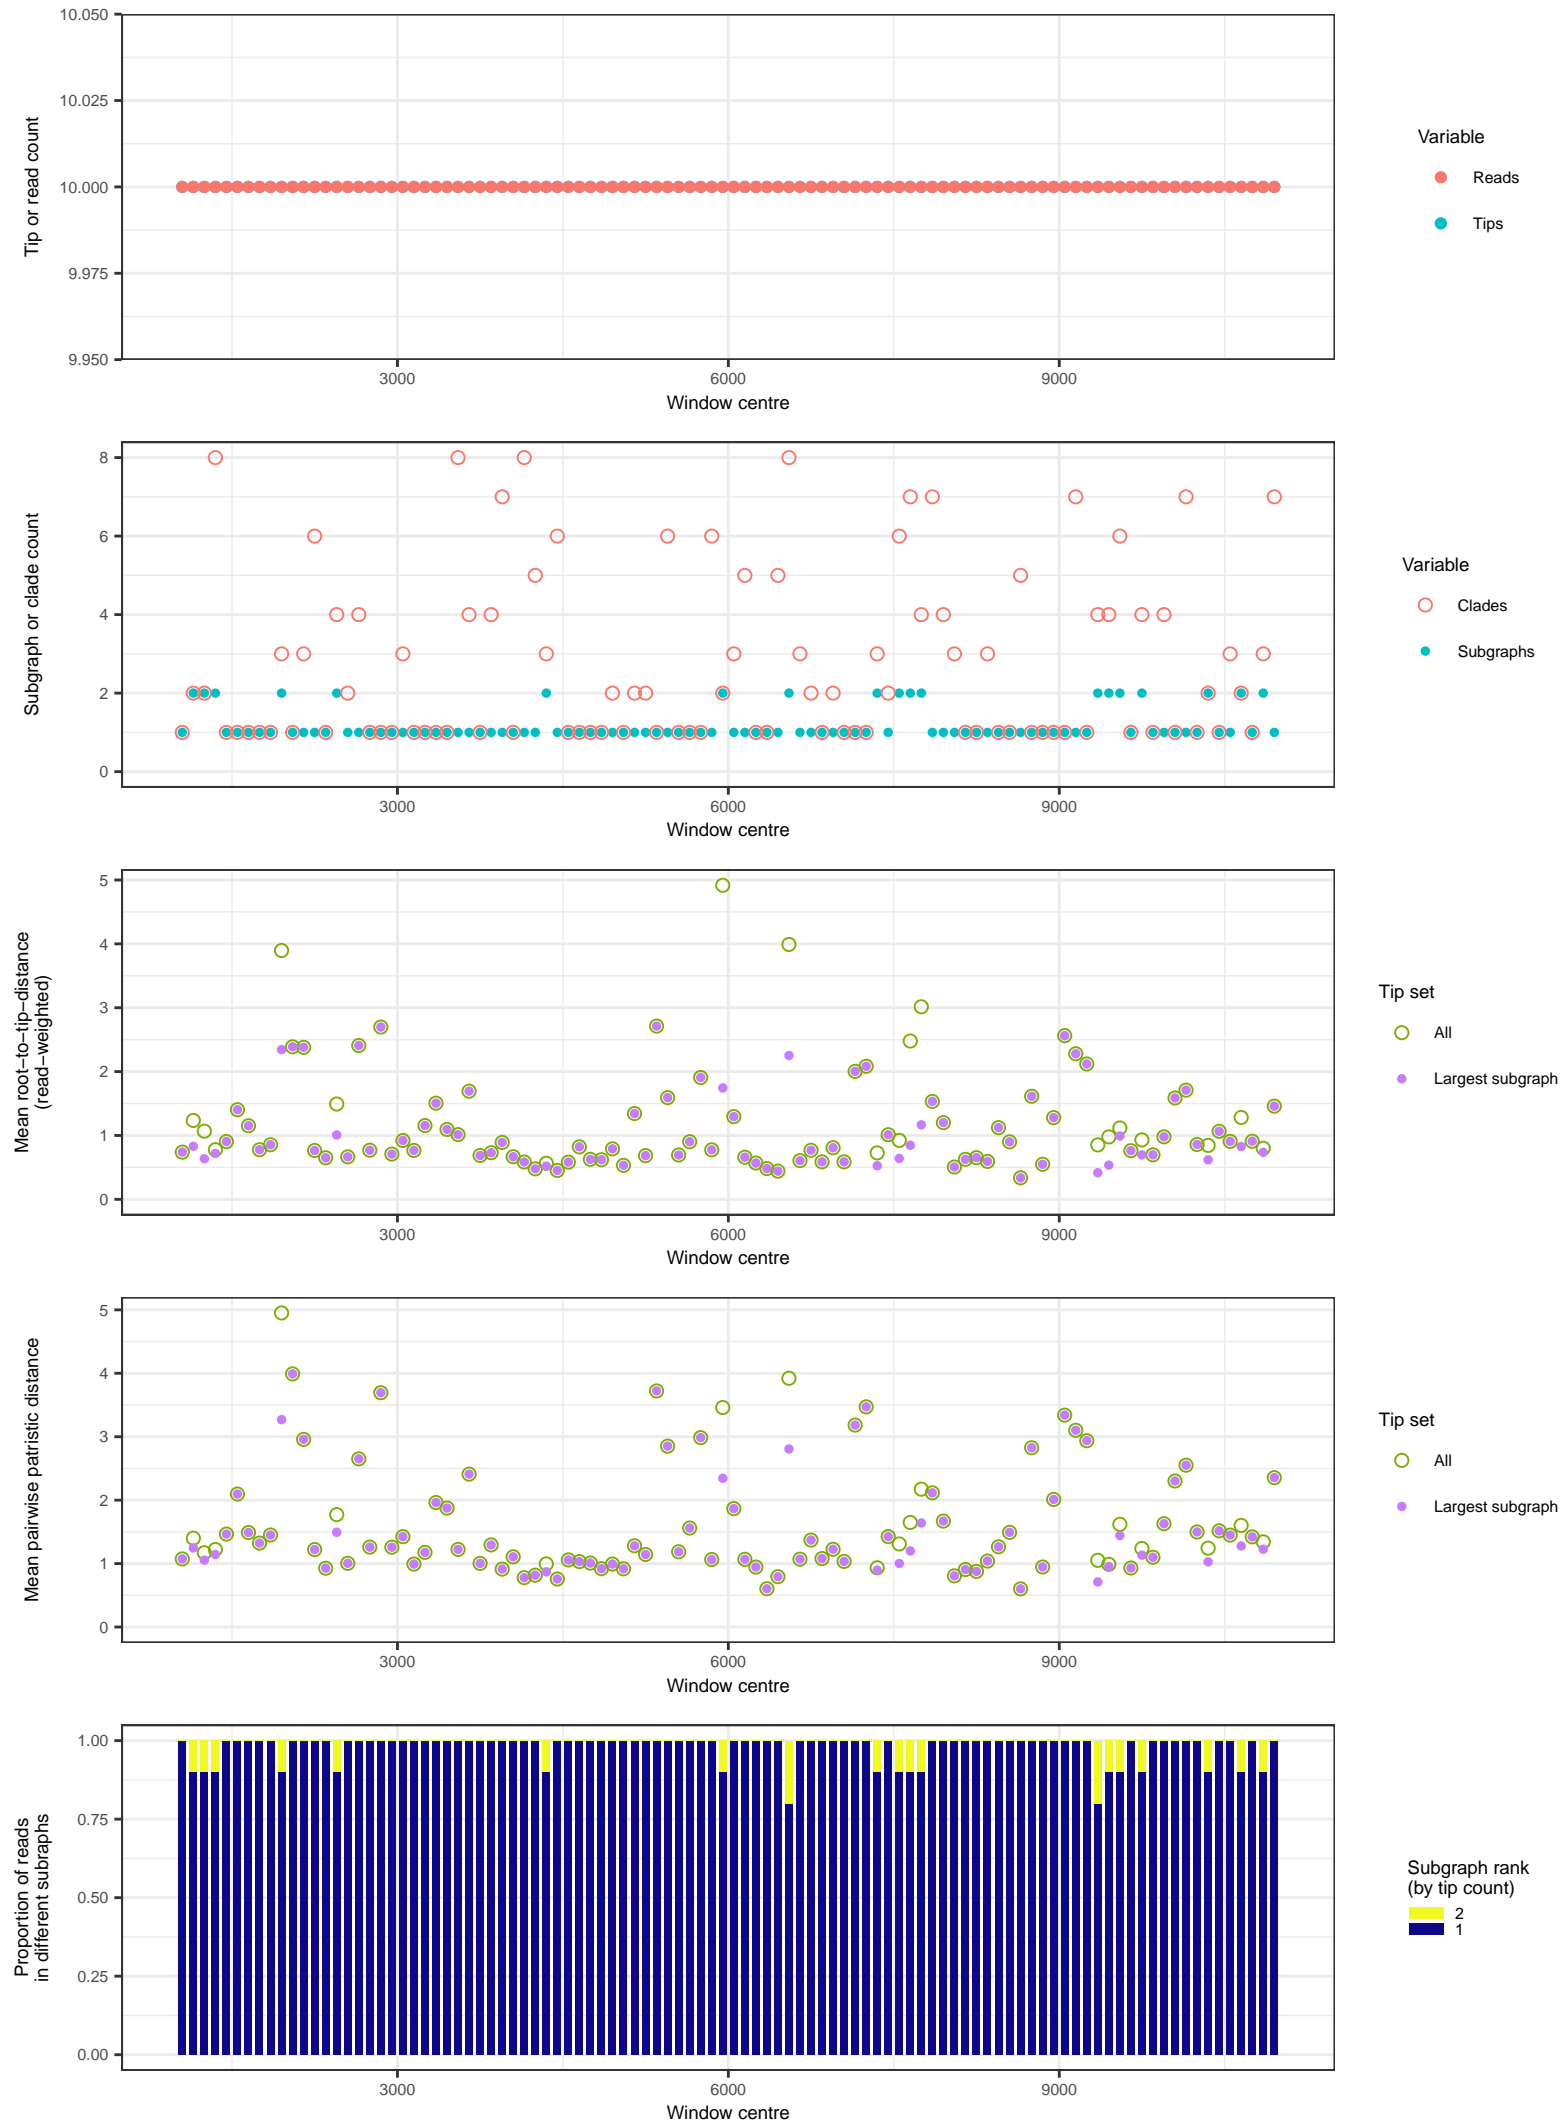 10.050
10.025
10.000
9.975
9.950
Tip or read count
3000 6000 9000
Window centre
Variable
Reads
Tips
8
6
4
2
0
Subgraph or clade count
3000 6000 9000
Window centre
Variable
Clades
Subgraphs
5
4
3
2
1
0
Mean root−to−tip−distance
(read−weighted)
3000 6000 9000
Window centre
Tip set
All
Largest subgraph
5
4
3
2
1
0
Mean pairwise patristic distance
3000 6000 9000
Window centre
Tip set
All
Largest subgraph
1.00
0.75
0.50
0.25
0.00
Proportion of reads
in different subraphs
3000 6000 9000
Window centre
Subgraph rank
(by tip count)
2
1